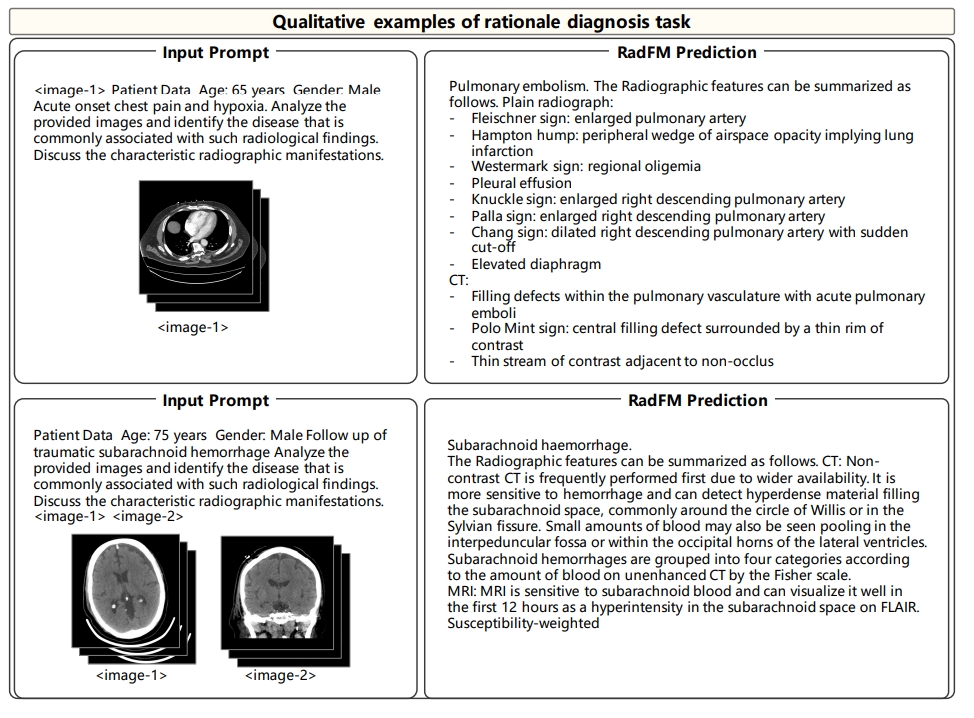 Qualitative examples of rationale diagnosis task
Input Prompt
<image-1> Patient Data Age: 65 years Gender: Male
Acute onset chest pain and hypoxia. Analyze the
provided images and identify the disease that is
commonly associated with such radiological findings.
Discuss the characteristic radiographic manifestations.
<image-1>
RadFM Prediction
Pulmonary embolism. The Radiographic features can be summarized as
follows. Plain radiograph:
- Fleischner sign: enlarged pulmonary artery
- Hampton hump: peripheral wedge of airspace opacity implying lung
infarction
- Westermark sign: regional oligemia
- Pleural effusion
- Knuckle sign: enlarged right descending pulmonary artery
- Palla sign: enlarged right descending pulmonary artery
- Chang sign: dilated right descending pulmonary artery with sudden
cut-off
- Elevated diaphragm
CT:
- Filling defects within the pulmonary vasculature with acute pulmonary
emboli
- Polo Mint sign: central filling defect surrounded by a thin rim of
contrast
- Thin stream of contrast adjacent to non-occlus
Input Prompt
Patient Data Age: 75 years Gender: Male Follow up of
traumatic subarachnoid hemorrhage Analyze the
provided images and identify the disease that is
commonly associated with such radiological findings.
Discuss the characteristic radiographic manifestations.
<image-1> <image-2>
<image-1>
<image-2>
RadFM Prediction
Subarachnoid haemorrhage.
The Radiographic features can be summarized as follows. CT: Non-
contrast CT is frequently performed first due to wider availability. It is
more sensitive to hemorrhage and can detect hyperdense material filling
the subarachnoid space, commonly around the circle of Willis or in the
Sylvian fissure. Small amounts of blood may also be seen pooling in the
interpeduncular fossa or within the occipital horns of the lateral ventricles.
Subarachnoid hemorrhages are grouped into four categories according
to the amount of blood on unenhanced CT by the Fisher scale.
MRI: MRI is sensitive to subarachnoid blood and can visualize it well in
the first 12 hours as a hyperintensity in the subarachnoid space on FLAIR.
Susceptibility-weighted